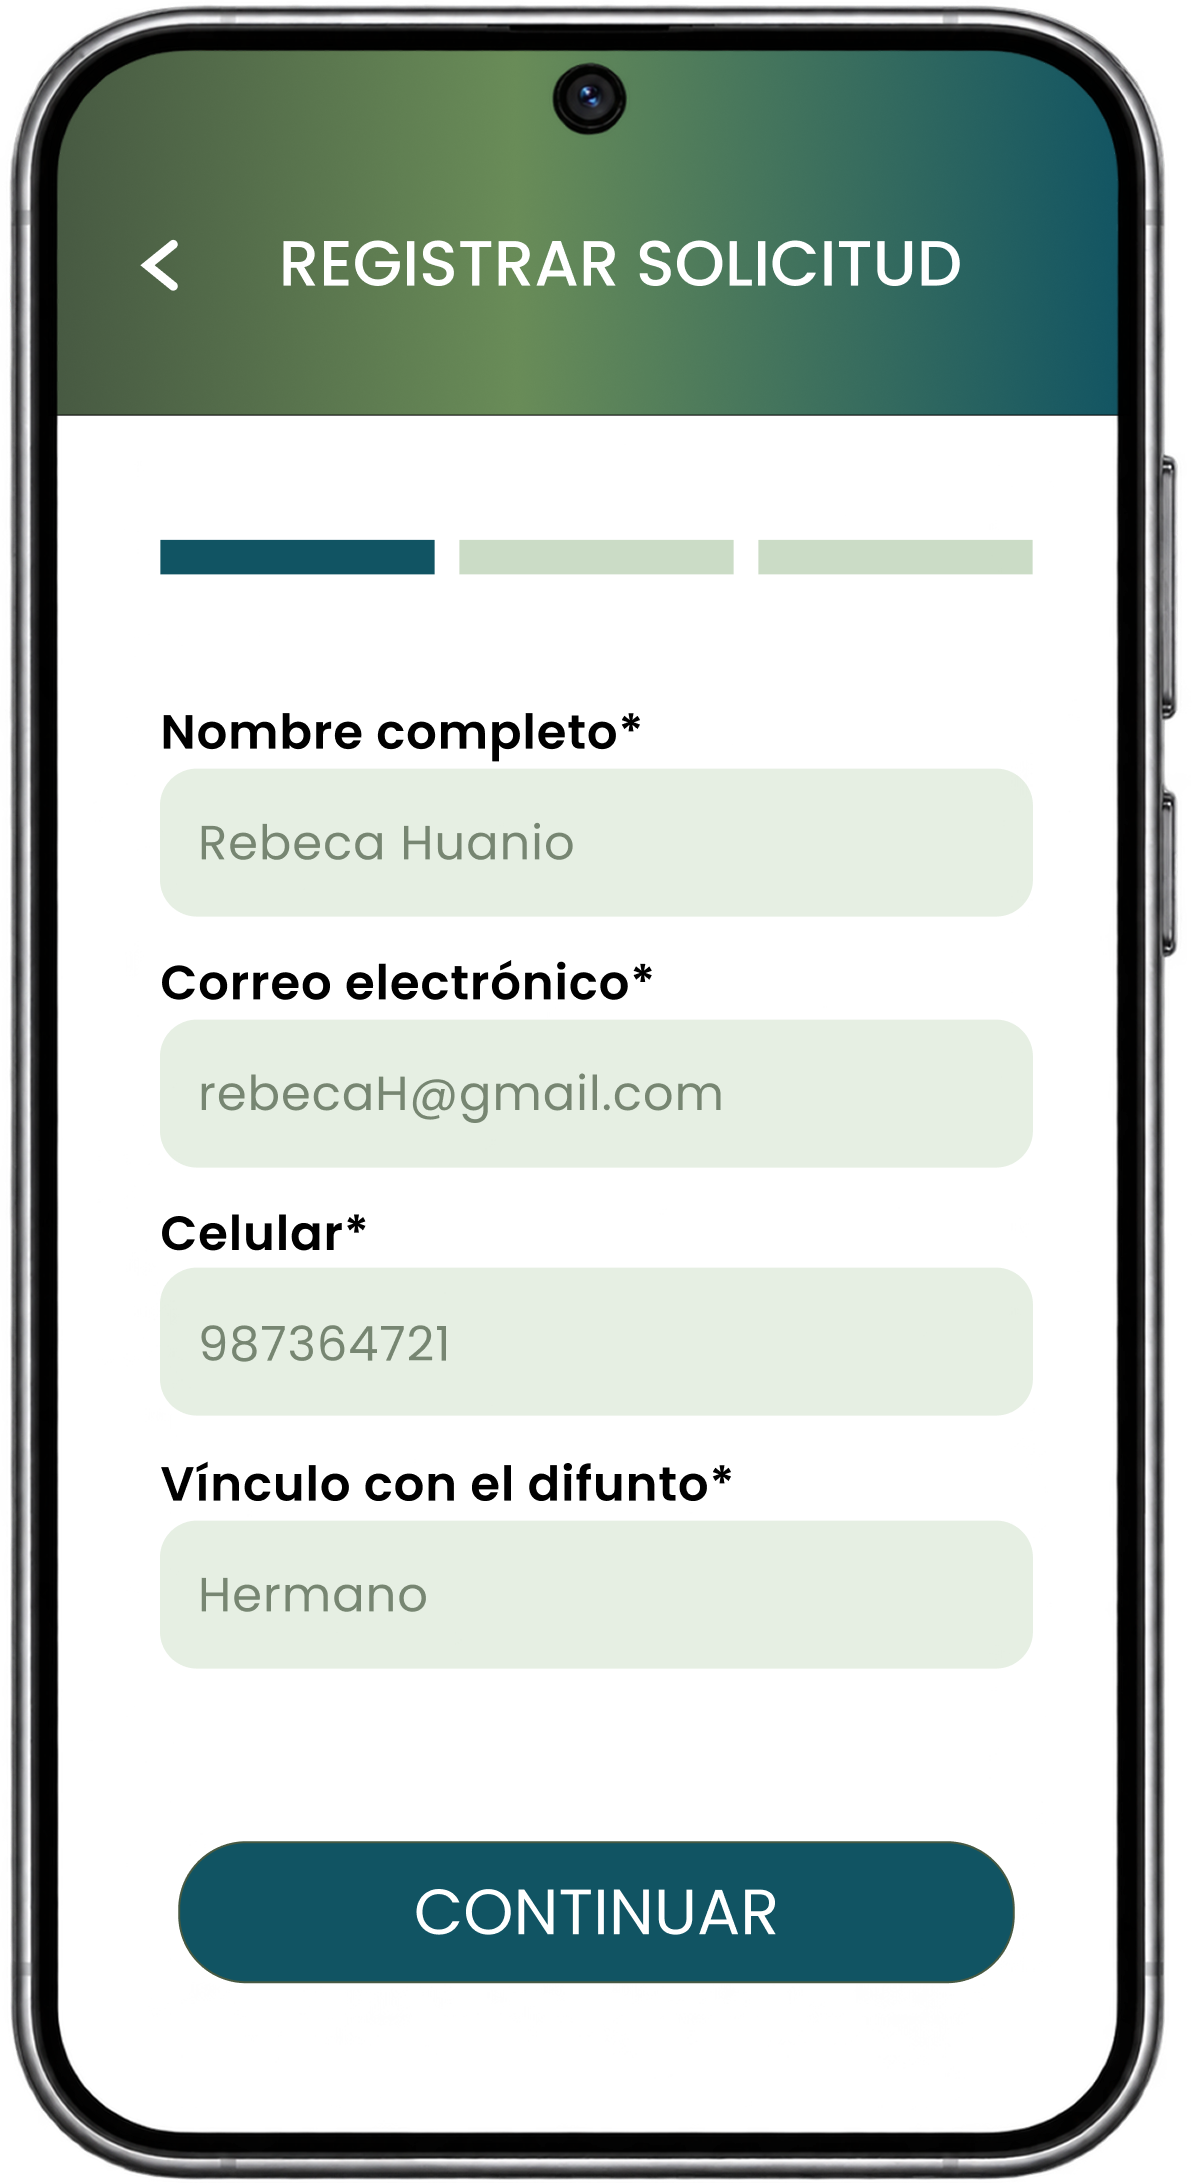 REGISTRAR SOLICITUD
Nombre completo*
Rebeca Huanio
Correo electrónico*
rebecaH@gmail.com
Celular*
987364721
Vínculo con el difunto*
Hermano
CONTINUAR